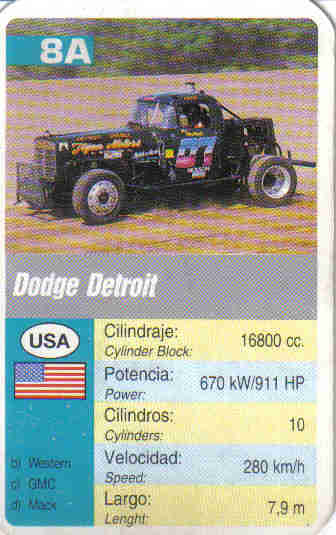 8A
Dodge Detroit
USA
Cilindraje: 16800 cc.
Cylinder Block:
Potencia: 670 kW/911 HP
Power:
Cilindros: 10
Cylinders:
b) Western
Velocidad: 280 km/h
Speed:
c) GMC
d) Mack
Largo: 7,9 m
Lenght: